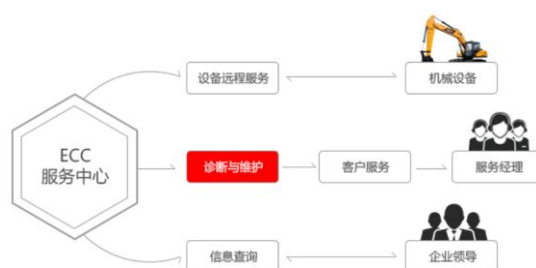 设备远程服务
机械设备
ECC
服务中心
诊断与维护
客户服务
服务经理
信息查询
企业领导